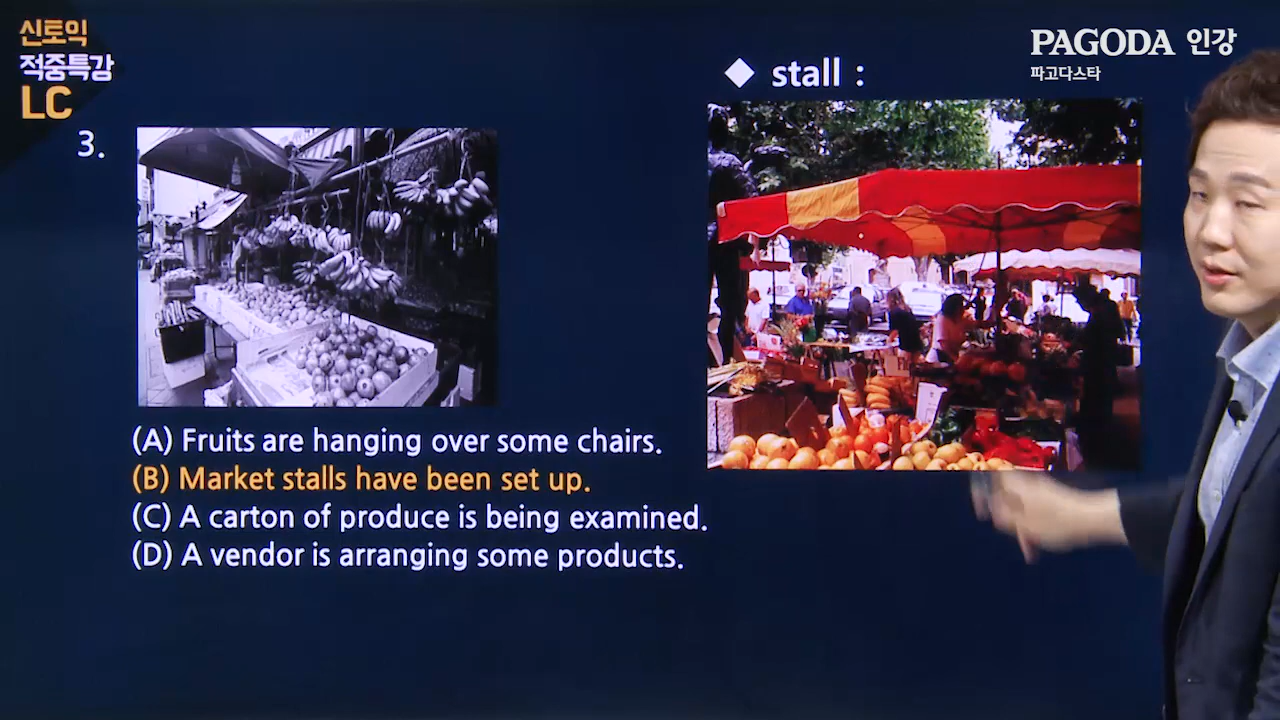 신토익
적중특강
LC
PAGODA 인강
파고다스타
3.
◆ stall :
(A) Fruits are hanging over some chairs.
(B) Market stalls have been set up.
(C) A carton of produce is being examined.
(D) A vendor is arranging some products.